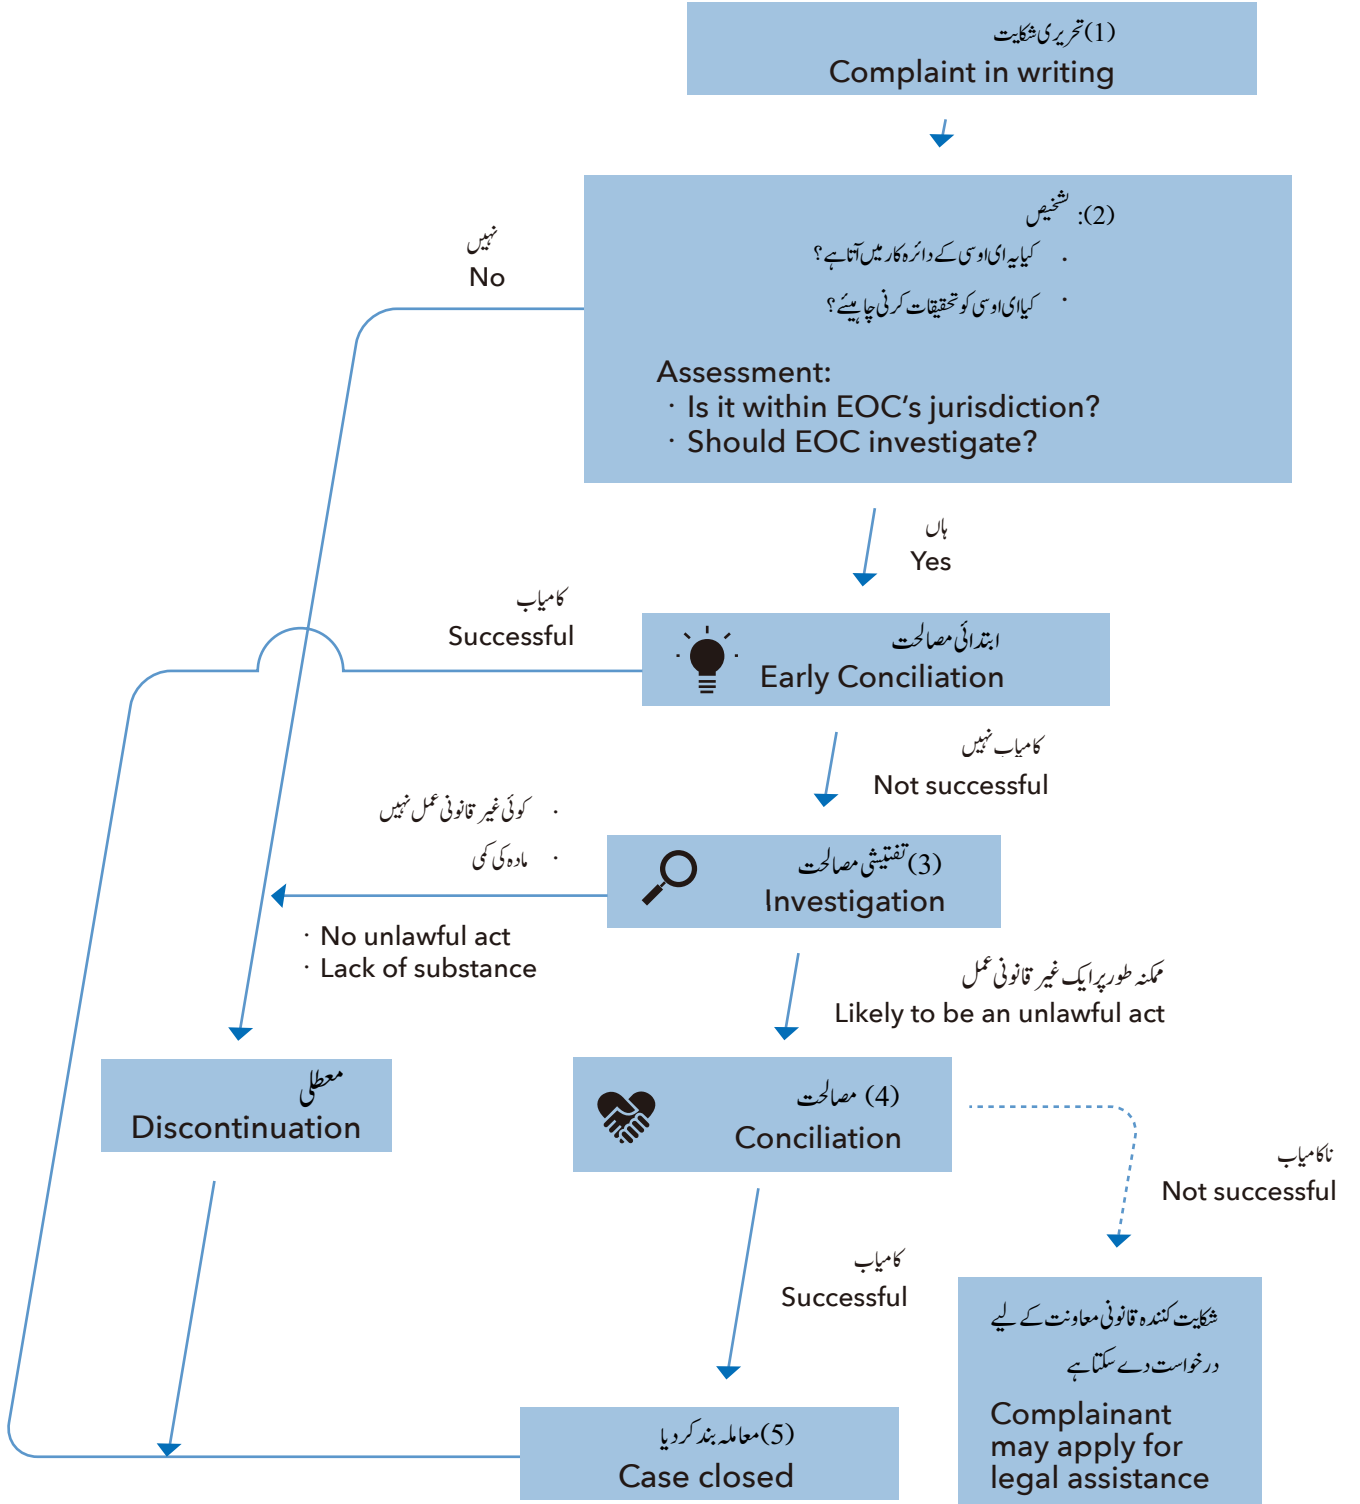 (1) تحریری شکایت
Complaint in writing
(2): تشخیص
· کیا یہ ای او سی کے دائرہ کار میں آتا ہے؟
· کیا ای او سی کو تحقیقات کرنی چاہیئے؟
Assessment:
· Is it within EOC’s jurisdiction?
· Should EOC investigate?
نہیں
No
ہاں
Yes
کامیاب
Successful
ابتدائی مصالحت
Early Conciliation
کامیاب نہیں
Not successful
· کوئی غیر قانونی عمل نہیں
· مادہ کی کمی
(3) تفتیشی مصالحت
Investigation
· No unlawful act
· Lack of substance
ممکنہ طور پر ایک غیر قانونی عمل
Likely to be an unlawful act
معطلی
Discontinuation
(4) مصالحت
Conciliation
ناکامیاب
Not successful
کامیاب
Successful
شکایت کنندہ قانونی معاونت کے لیے
درخواست دے سکتا ہے
Complainant
may apply for
legal assistance
(5) معاملہ بند کر دیا
Case closed